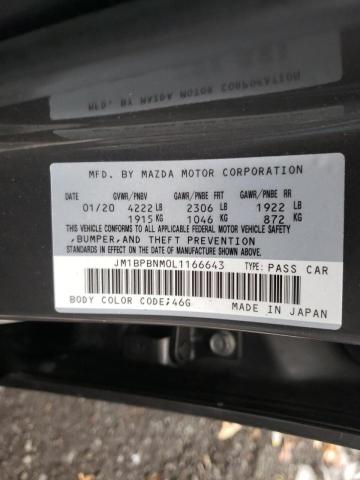 MFD. BY MAZDA MOTOR CORPORATION
GVWR/PNBV GAWR/PNBE FR GAWR/PNBE RR
01/20 4222 LB 2306 LB 1922 LB
1915 KG 1046 KG 872 KG
THIS VEHICLE CONFORMS TO ALL APPLICABLE FEDERAL MOTOR VEHICLE SAFETY
,BUMPER,AND THEFT PREVENTION
STANDARDS IN EFFECT ON THE DATE OF MANUFACTURE SHOWN ABOVE.
JM1BPBNM0L1166643 TYPE: PASS CAR
BODY COLOR CODE;46G MADE IN JAPAN